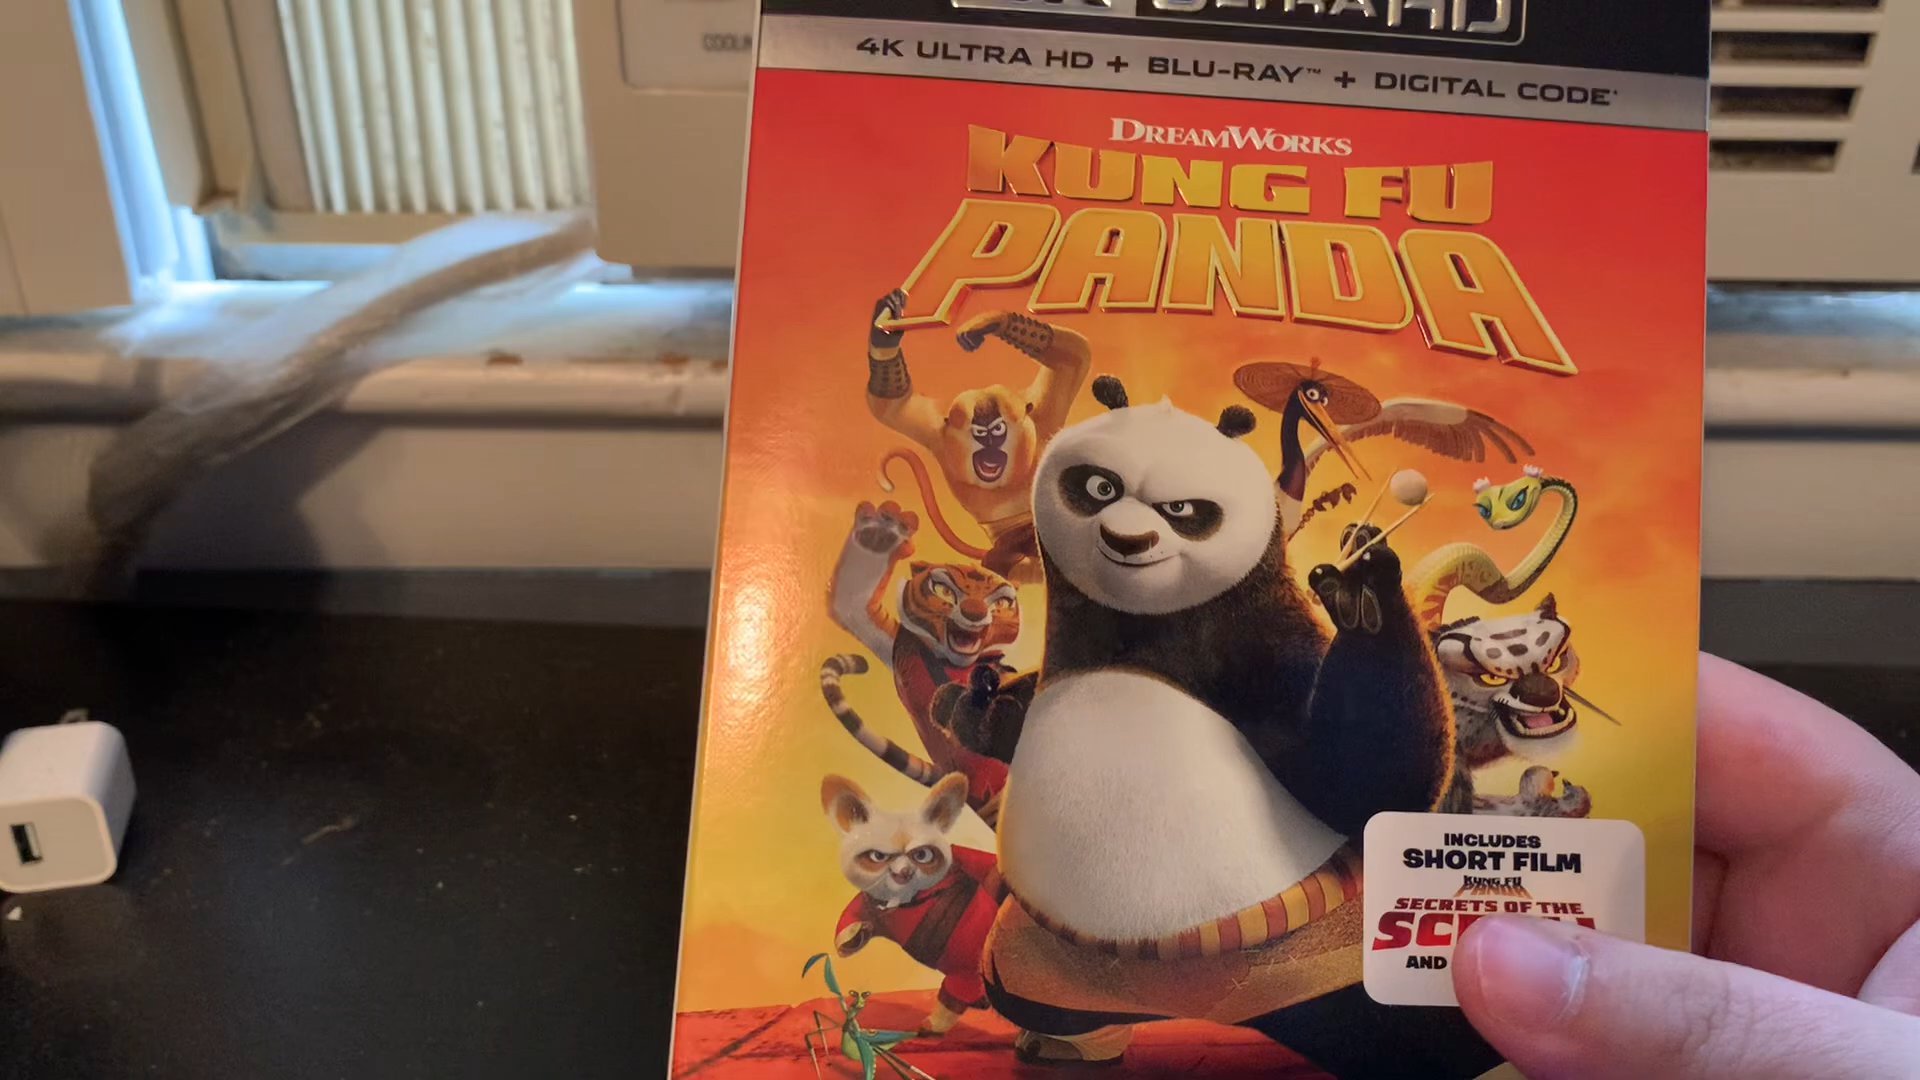 4K ULTRA HD + BLU-RAY™ + DIGITAL CODE*
DREAMWORKS
KUNG FU
PANDA
INCLUDES
SHORT FILM
KUNG FU
PANDA
SECRETS OF THE
AND